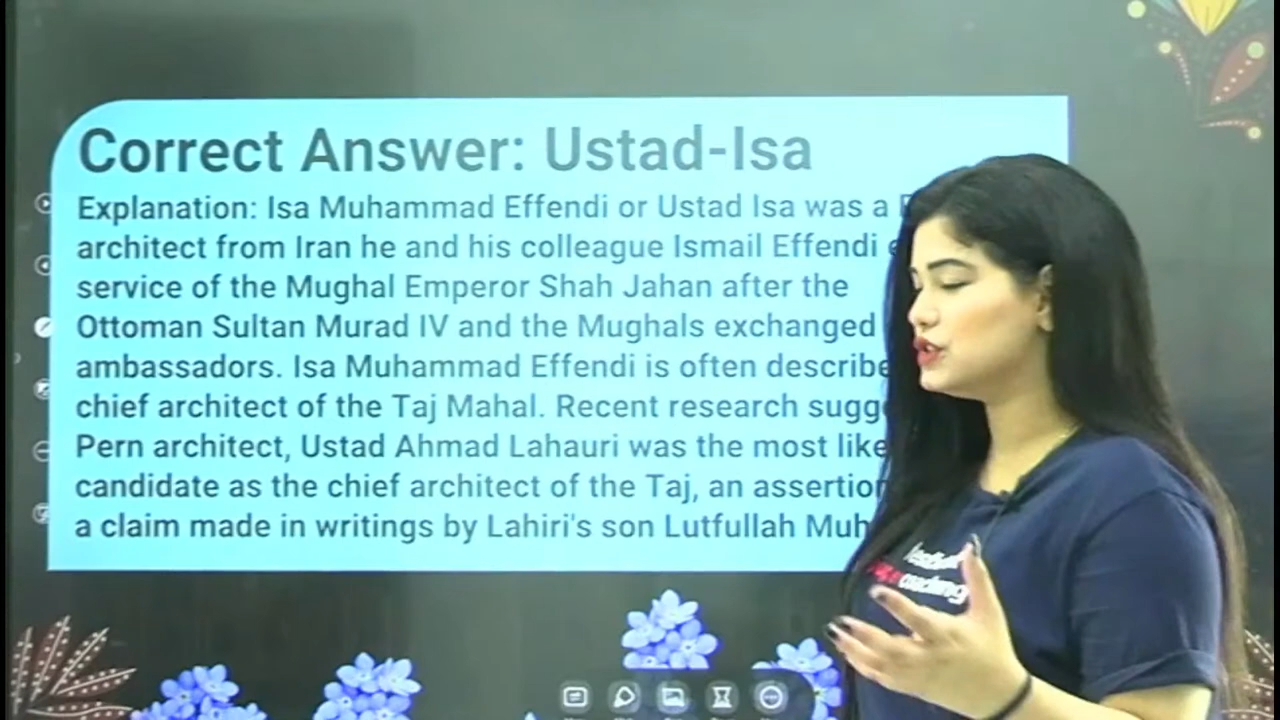 Correct Answer: Ustad-Isa
Explanation: Isa Muhammad Effendi or Ustad Isa was a
architect from Iran he and his colleague Ismail Effendi
service of the Mughal Emperor Shah Jahan after the
Ottoman Sultan Murad IV and the Mughals exchanged
ambassadors. Isa Muhammad Effendi is often describe
chief architect of the Taj Mahal. Recent research sugg
Pern architect, Ustad Ahmad Lahauri was the most like
candidate as the chief architect of the Taj, an assertion
a claim made in writings by Lahiri's son Lutfullah Muh